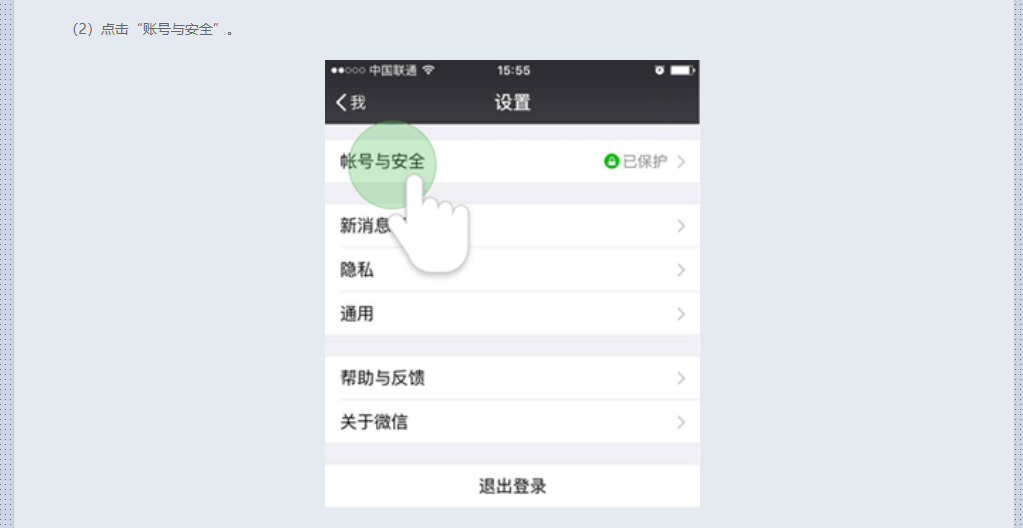 （2）点击“账号与安全”。
中国联通 15:55
我 设置
帐号与安全 已保护
新消息
隐私
通用
帮助与反馈
关于微信
退出登录